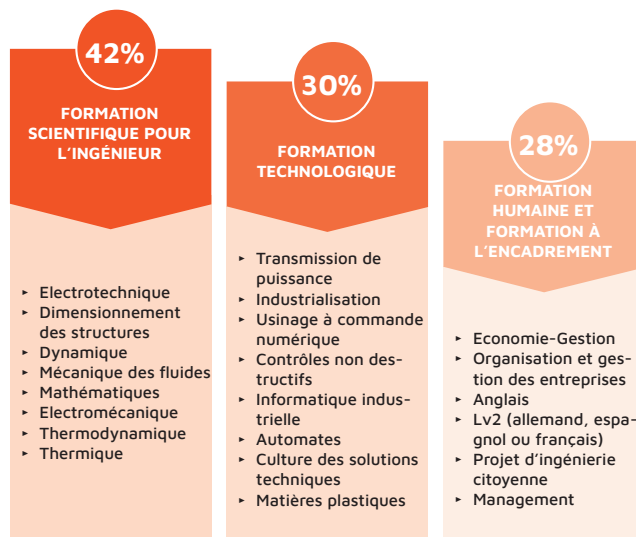 42%
FORMATION
SCIENTIFIQUE POUR
L'INGÉNIEUR
► Electrotechnique
► Dimensionnement
des structures
► Dynamique
► Mécanique des fluides
► Mathématiques
► Electromécanique
► Thermodynamique
► Thermique
30%
FORMATION
TECHNOLOGIQUE
► Transmission de
puissance
► Industrialisation
► Usinage à commande
numérique
► Contrôles non des-
tructifs
► Informatique indus-
trielle
► Automates
► Culture des solutions
techniques
► Matières plastiques
28%
FORMATION
HUMAINE ET
FORMATION À
L'ENCADREMENT
► Economie-Gestion
► Organisation et ges-
tion des entreprises
► Anglais
► Lv2 (allemand, espa-
gnol ou français)
► Projet d'ingénierie
citoyenne
► Management